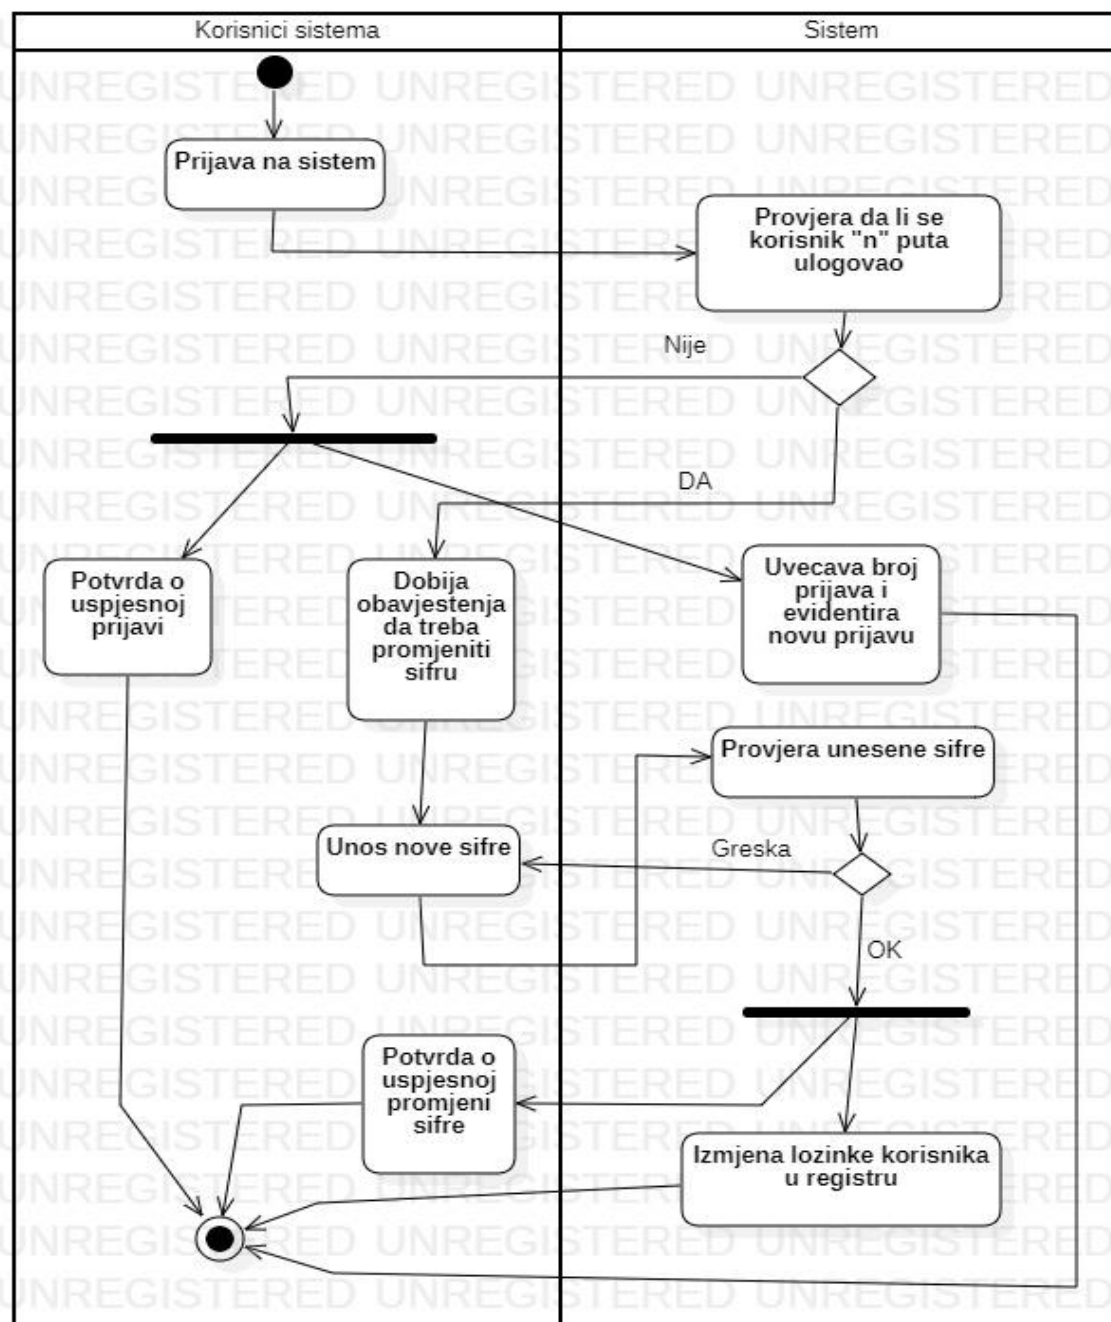 Korisnici sistema
Sistem
Prijava na sistem
Provjera da li se
korisnik "n" puta
ulogovao
Nije
DA
Potvrda o
uspjesnoj
prijavi
Dobija
obavjestenja
da treba
promjeniti
sifru
Uvecava broj
prijava i
evidentira
novu prijavu
Provjera unesene sifre
Unos nove sifre
Greska
OK
Potvrda o
uspjesnoj
promjeni
sifre
Izmjena lozinke korisnika
u registru
UNREGISTERED